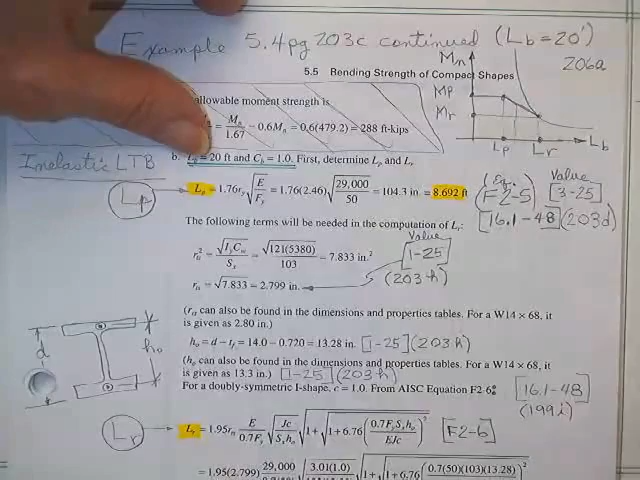 Example 5.4 pg 203c continued (Lb = 20')
206a
5.5 Bending Strength of Compact Shapes
Mn
Mp
Mr
Lp Lr Lb
allowable moment strength is
Mn / 1.67 = 0.6Mn = 0.6(479.2) = 288 ft-kips
Inelastic LTB
b. Lb = 20 ft and Cb = 1.0. First, determine Lp and Lr
Lp
Lp = 1.76ry √(E/Fy) = 1.76(2.46) √(29,000/50) = 104.3 in. = 8.692 ft
(Eq. F2-5) Value [3-25]
[16.1-48] (203d)
The following terms will be needed in the computation of Lr:
rts² = √(IyCw) / Sx = √(121(5380)) / 103 = 7.833 in.²
Value [1-25]
(203h)
rts = √7.833 = 2.799 in.
(rts can also be found in the dimensions and properties tables. For a W14 × 68, it
is given as 2.80 in.)
ho = d − tf = 14.0 − 0.720 = 13.28 in. [1-25] (203h)
(ho can also be found in the dimensions and properties tables. For a W14 × 68, it
is given as 13.3 in.) [1-25] (203h)
d ho
For a doubly-symmetric I-shape, c = 1.0. From AISC Equation F2-6,
[16.1-48]
(199i)
Lr
Lr = 1.95rts E/(0.7Fy) √(Jc/(Sxho)) √(1 + √(1 + 6.76(0.7FySxho/(EJc))²)) [F2-6]
= 1.95(2.799) 29,000 √3.01(1.0) √(1 + √(1 + 6.76(0.7(50)(103)(13.28))²))